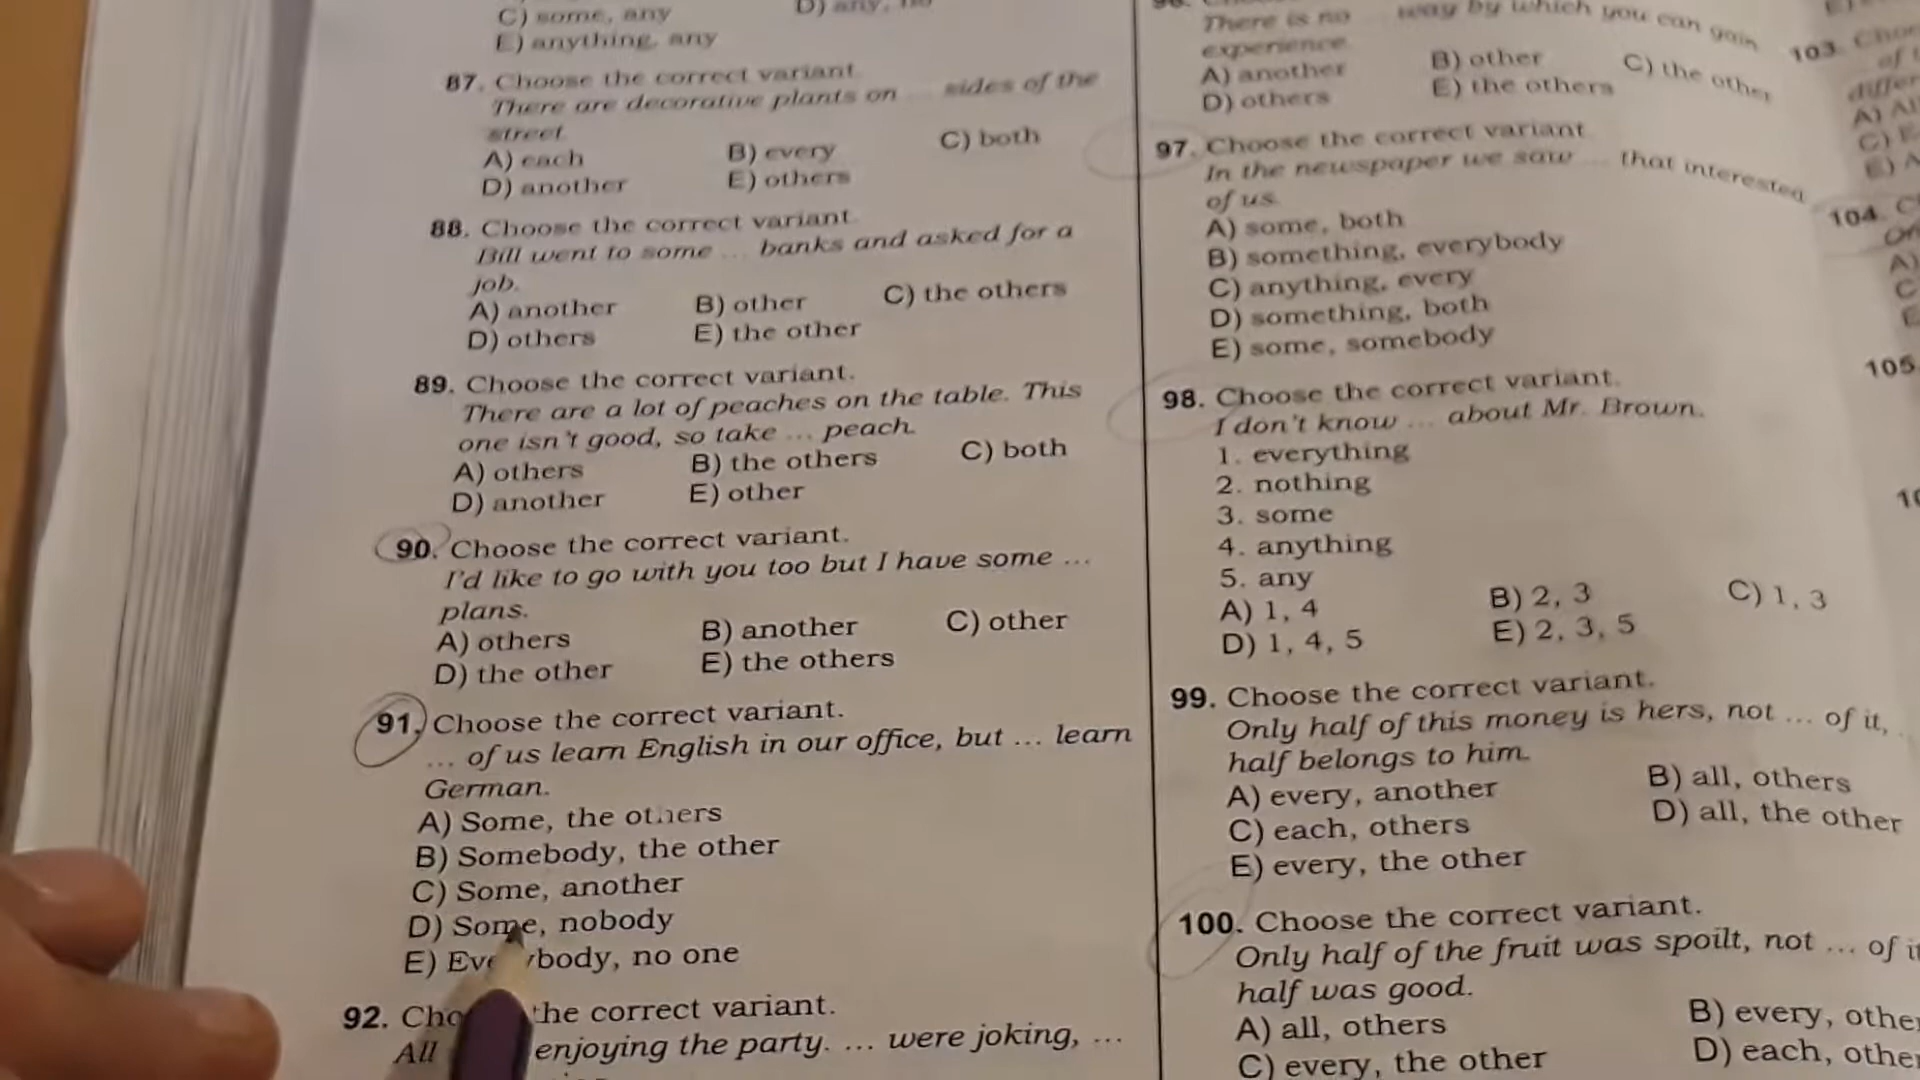 C) some, any
D) any, no
E) anything, any
87. Choose the correct variant.
There are decorative plants on ... sides of the
street.
A) each B) every C) both
D) another E) others
88. Choose the correct variant.
Bill went to some ... banks and asked for a
job.
A) another B) other C) the others
D) others E) the other
89. Choose the correct variant.
There are a lot of peaches on the table. This
one isn't good, so take ... peach.
A) others B) the others C) both
D) another E) other
90. Choose the correct variant.
I'd like to go with you too but I have some ...
plans.
A) others B) another C) other
D) the other E) the others
91. Choose the correct variant.
... of us learn English in our office, but ... learn
German.
A) Some, the others
B) Somebody, the other
C) Some, another
D) Some, nobody
E) Everybody, no one
92. the correct variant.
All enjoying the party. ... were joking, ...
There is no ... way by which you can gain
experience.
A) another B) other C) the other
D) others E) the others
97. Choose the correct variant.
In the newspaper we saw ... that interested
of us.
A) some, both
B) something, everybody
C) anything, every
D) something, both
E) some, somebody
98. Choose the correct variant.
I don't know ... about Mr. Brown.
1. everything
2. nothing
3. some
4. anything
5. any
A) 1, 4 B) 2, 3 C) 1, 3
D) 1, 4, 5 E) 2, 3, 5
99. Choose the correct variant.
Only half of this money is hers, not ... of it,
half belongs to him.
A) every, another B) all, others
C) each, others D) all, the other
E) every, the other
100. Choose the correct variant.
Only half of the fruit was spoilt, not ... of
half was good.
A) all, others B) every,
C) every, the other D) each,
103.
104.
105